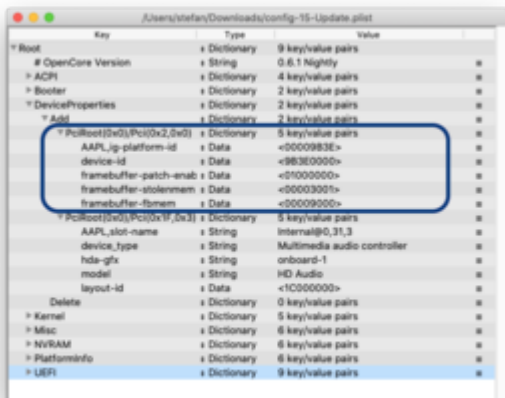 /Users/stefan/Downloads/config-15-Update.plist
Key Type Value
Root Dictionary 9 key/value pairs
# OpenCore Version String 0.6.1 Nightly
ACPI Dictionary 4 key/value pairs
Booter Dictionary 2 key/value pairs
DeviceProperties Dictionary 2 key/value pairs
Add Dictionary 2 key/value pairs
PciRoot(0x0)/Pci(0x2,0x0) Dictionary 5 key/value pairs
AAPL,ig-platform-id Data <00009B3E>
device-id Data <9B3E0000>
framebuffer-patch-enab Data <01000000>
framebuffer-stolenmem Data <00003001>
framebuffer-fbmem Data <00009000>
PciRoot(0x0)/Pci(0x1F,0x3) Dictionary 5 key/value pairs
AAPL,slot-name String Internal@0,31,3
device_type String Multimedia audio controller
hda-gfx String onboard-1
model String HD Audio
layout-id Data <1C000000>
Delete Dictionary 0 key/value pairs
Kernel Dictionary 5 key/value pairs
Misc Dictionary 6 key/value pairs
NVRAM Dictionary 6 key/value pairs
PlatformInfo Dictionary 6 key/value pairs
UEFI Dictionary 9 key/value pairs